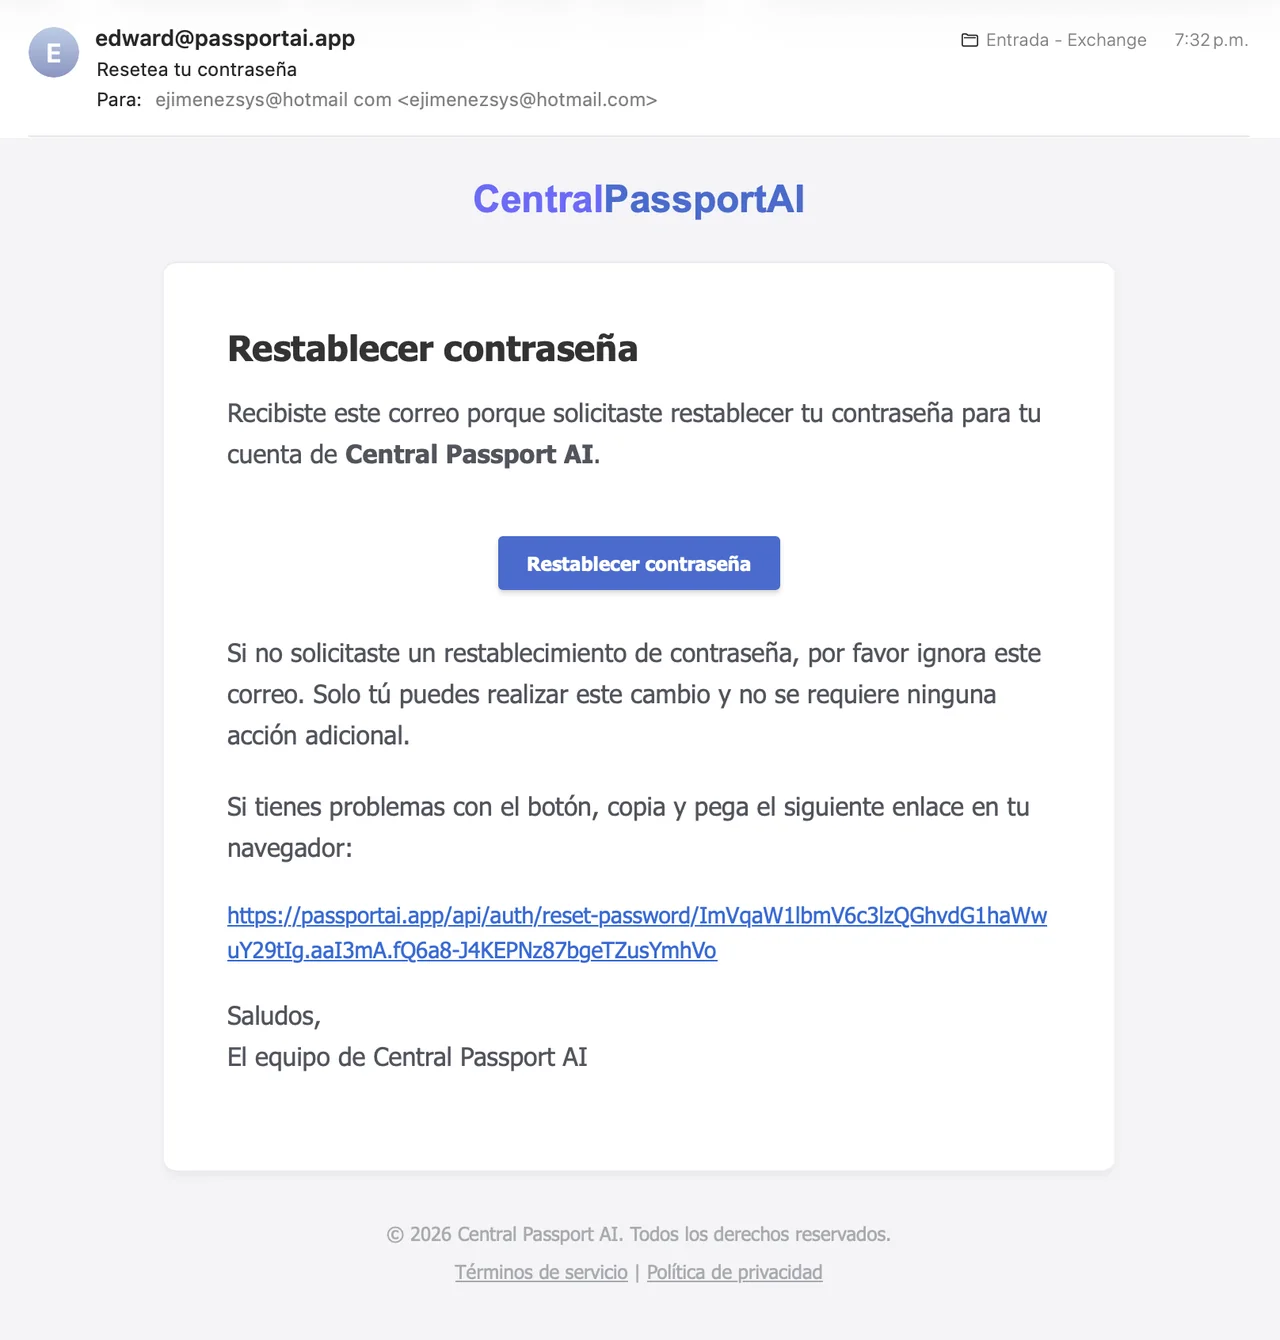 E
edward@passportai.app
Entrada - Exchange 7:32 p.m.
Resetea tu contraseña
Para: ejimenezsys@hotmail com <ejimenezsys@hotmail.com>
CentralPassportAI
Restablecer contraseña
Recibiste este correo porque solicitaste restablecer tu contraseña para tu
cuenta de Central Passport AI.
Restablecer contraseña
Si no solicitaste un restablecimiento de contraseña, por favor ignora este
correo. Solo tú puedes realizar este cambio y no se requiere ninguna
acción adicional.
Si tienes problemas con el botón, copia y pega el siguiente enlace en tu
navegador:
https://passportai.app/api/auth/reset-password/ImVqaW1lbmV6c3lzQGhvdG1haWw
uY29tIg.aaI3mA.fQ6a8-J4KEPNz87bgeTZusYmhVo
Saludos,
El equipo de Central Passport AI
© 2026 Central Passport AI. Todos los derechos reservados.
Términos de servicio | Política de privacidad